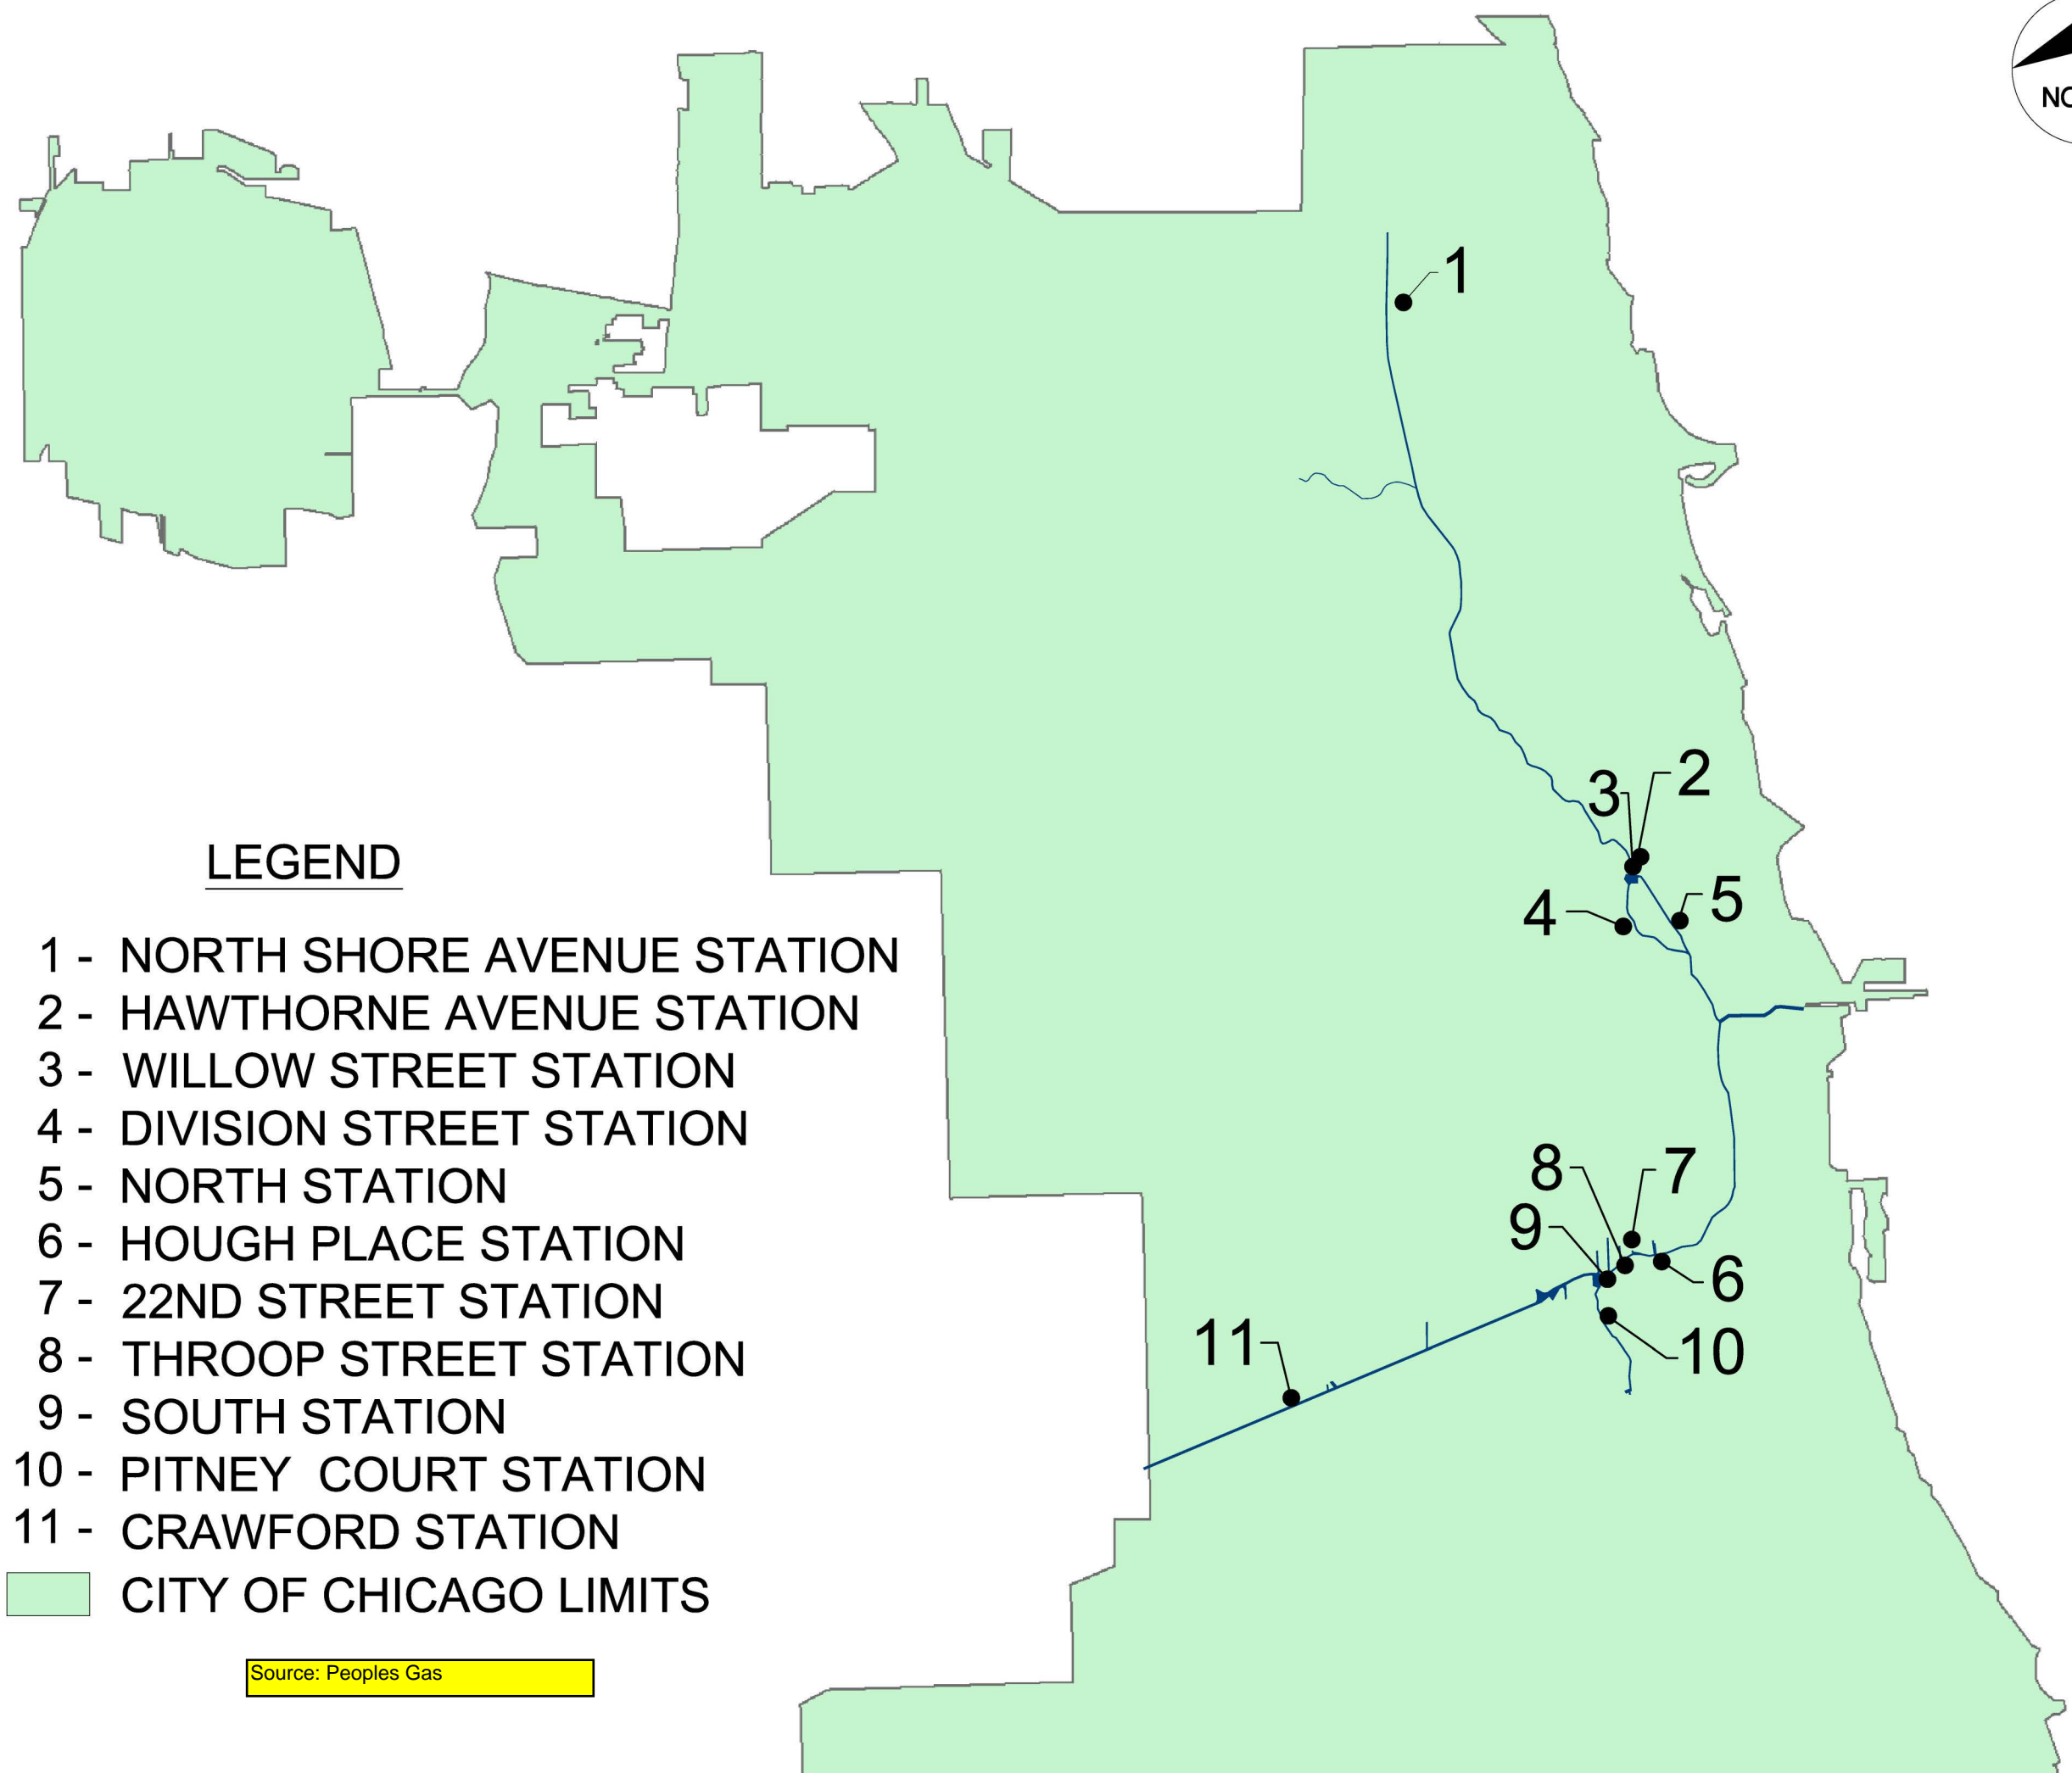 NO
1
2
3
4
5
8
7
9
6
11
10
LEGEND
1 - NORTH SHORE AVENUE STATION
2 - HAWTHORNE AVENUE STATION
3 - WILLOW STREET STATION
4 - DIVISION STREET STATION
5 - NORTH STATION
6 - HOUGH PLACE STATION
7 - 22ND STREET STATION
8 - THROOP STREET STATION
9 - SOUTH STATION
10 - PITNEY COURT STATION
11 - CRAWFORD STATION
CITY OF CHICAGO LIMITS
Source: Peoples Gas